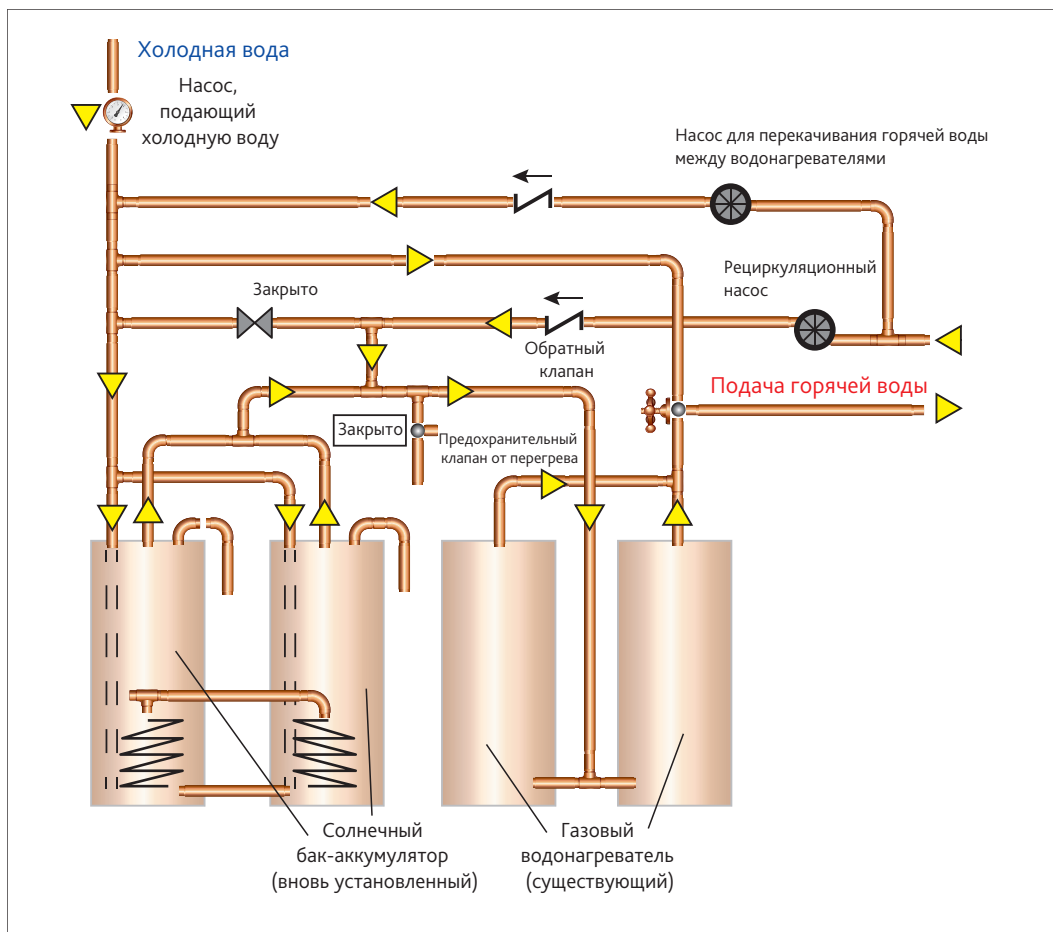 Холодная вода
Насос,
подающий
холодную воду
Насос для перекачивания горячей воды
между водонагревателями
Рециркуляционный
насос
Закрыто
Обратный
клапан
Подача горячей воды
Закрыто
Предохранительный
клапан от перегрева
Солнечный
бак-аккумулятор
(вновь установленный)
Газовый
водонагреватель
(существующий)